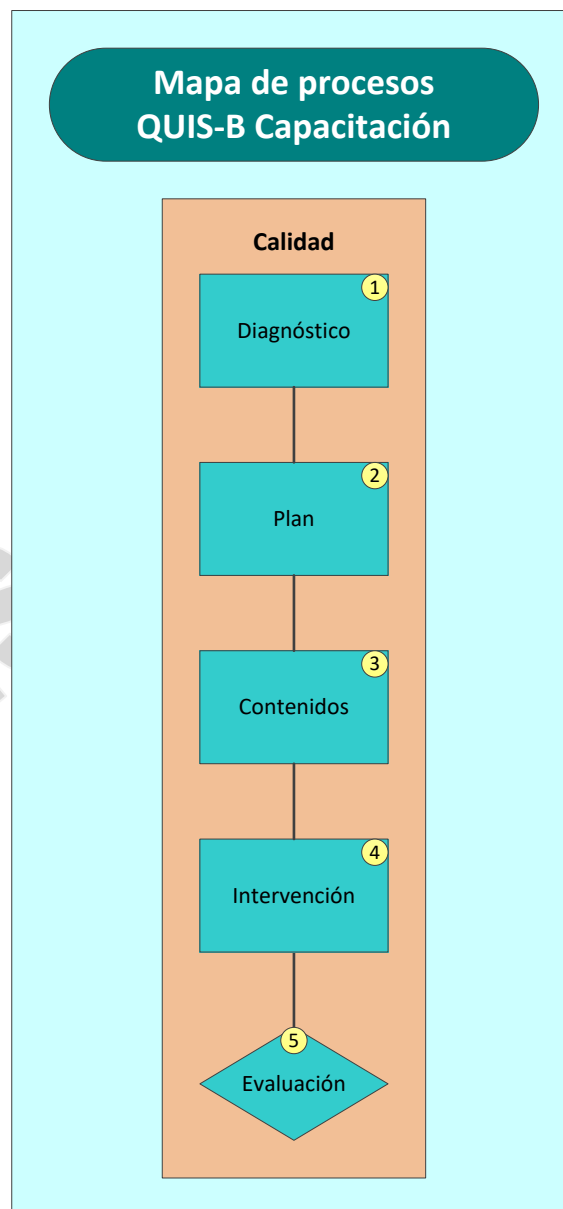 Mapa de procesos
QUIS-B Capacitación
Calidad
1
Diagnóstico
2
Plan
3
Contenidos
4
Intervención
5
Evaluación